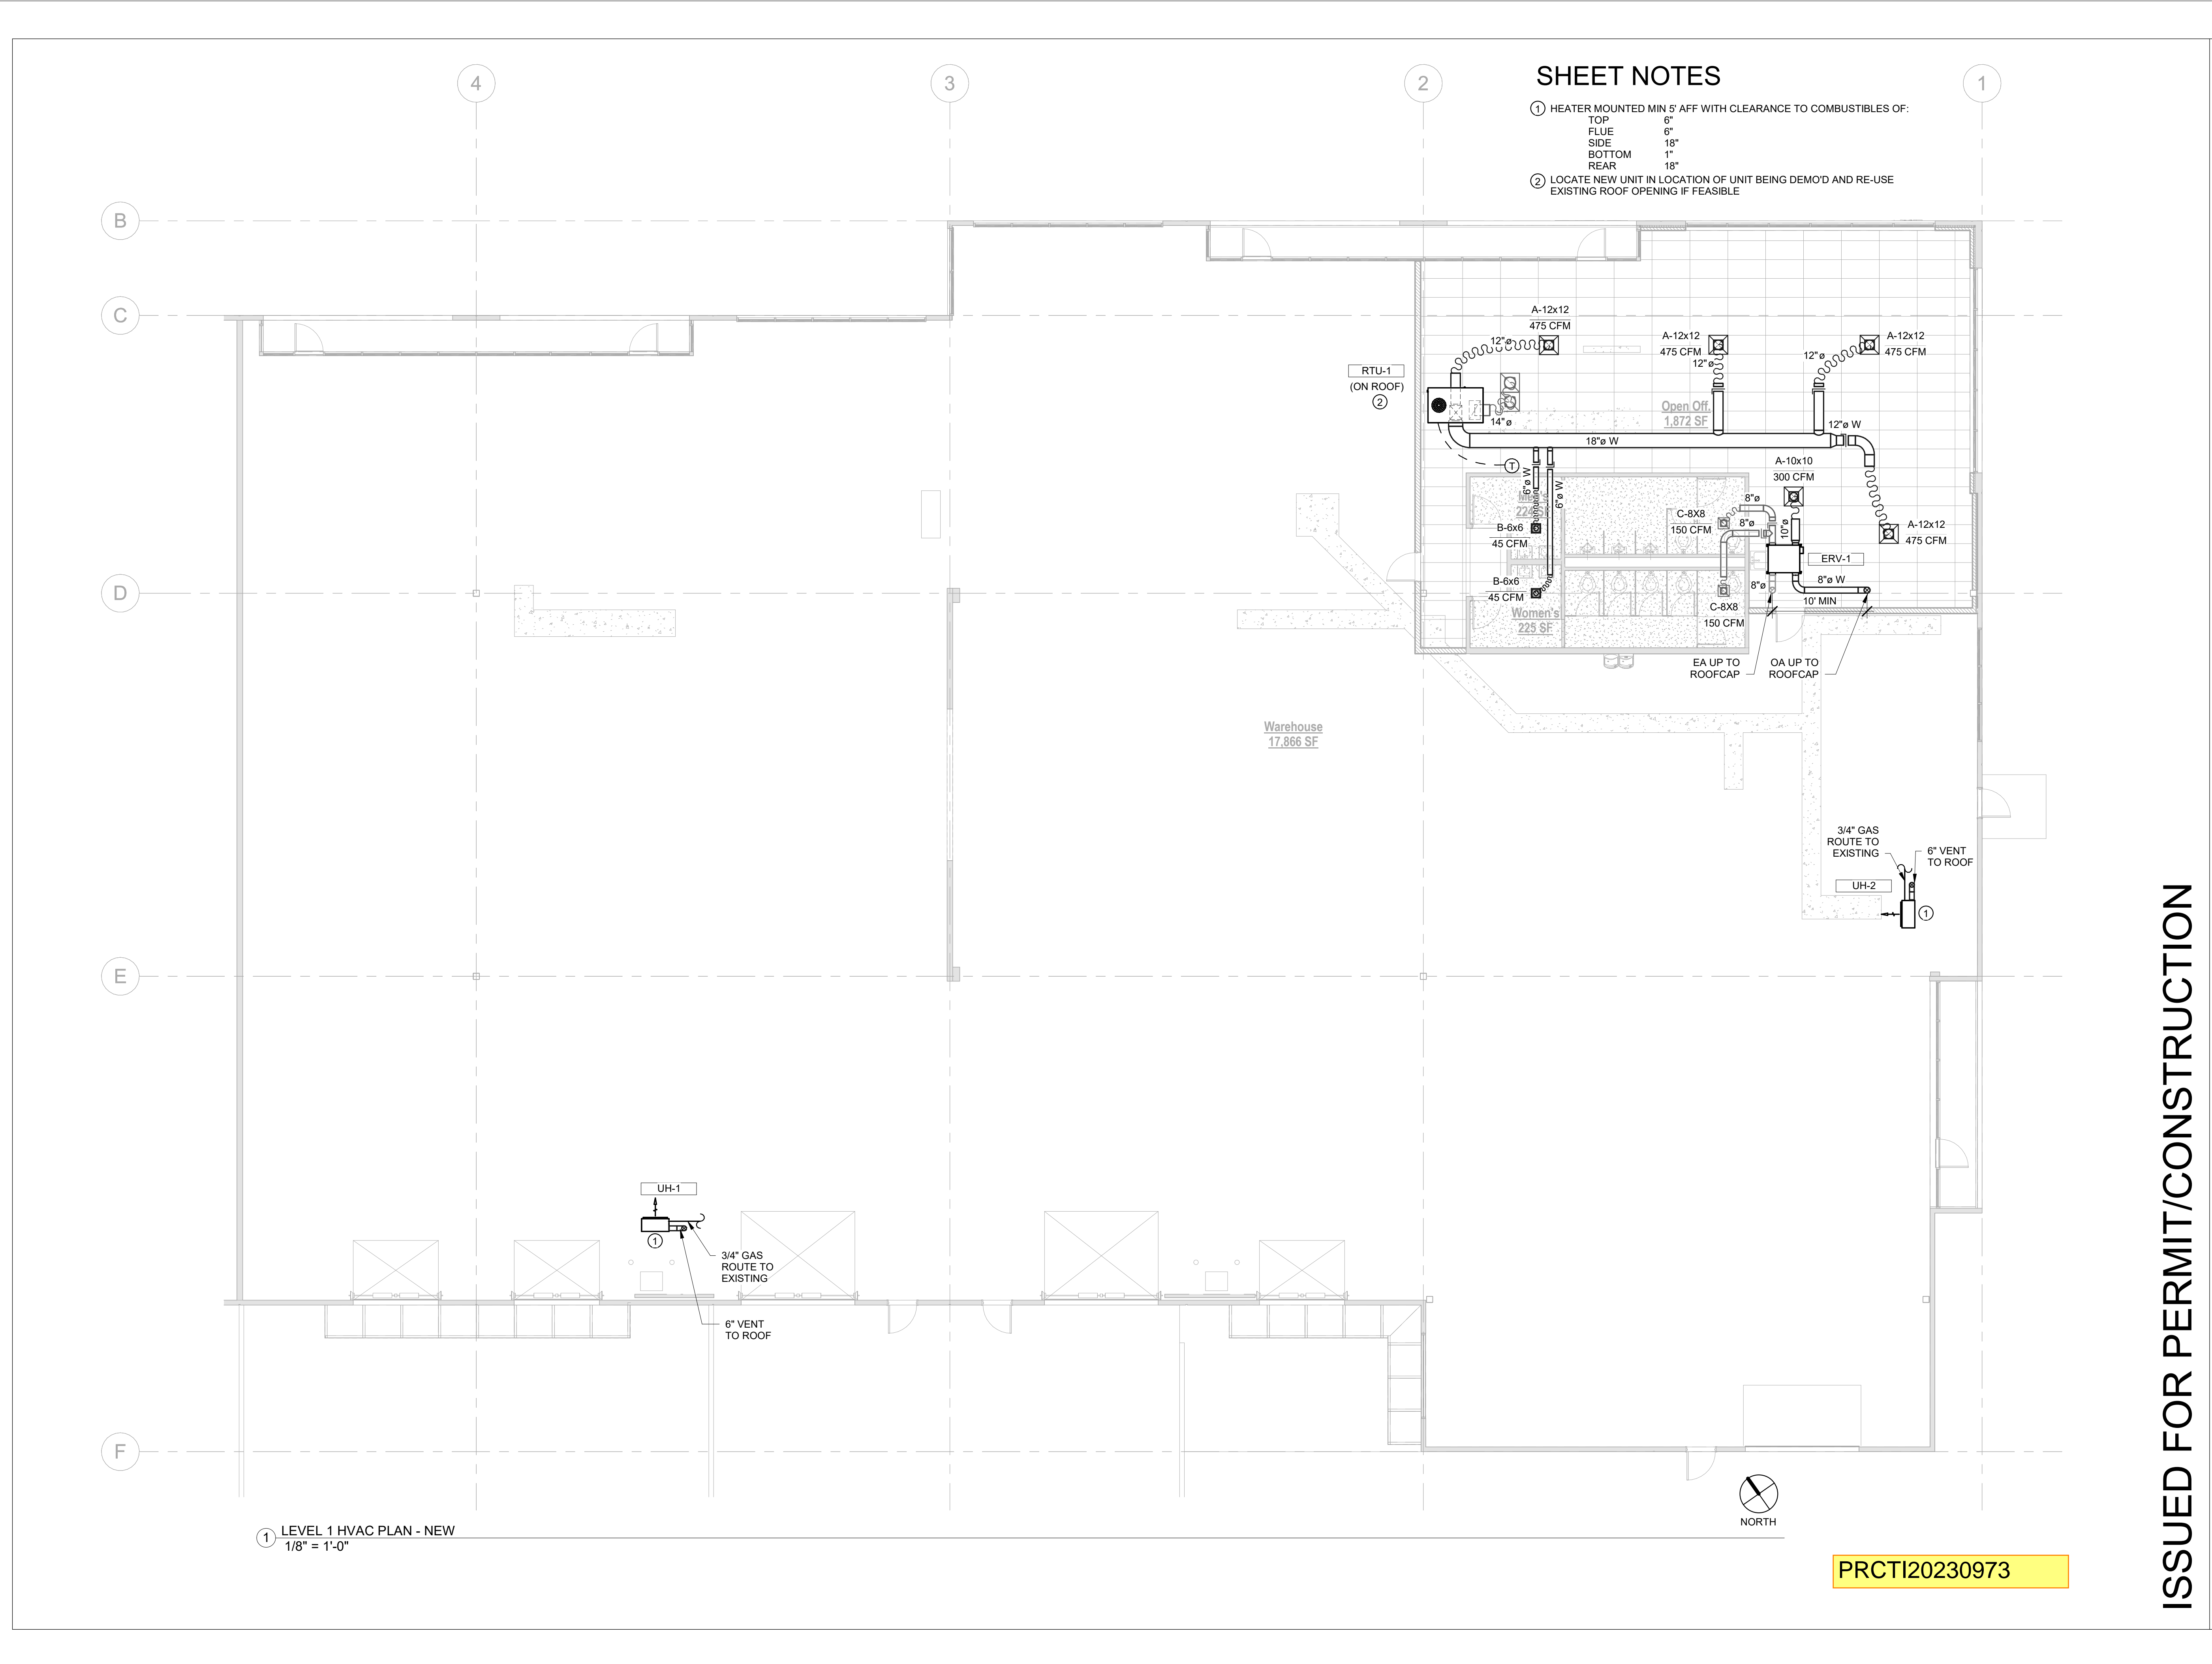 4
3
2
1
SHEET NOTES
1 HEATER MOUNTED MIN 5' AFF WITH CLEARANCE TO COMBUSTIBLES OF:
TOP 6"
FLUE 6"
SIDE 18"
BOTTOM 1"
REAR 18"
2 LOCATE NEW UNIT IN LOCATION OF UNIT BEING DEMO'D AND RE-USE
EXISTING ROOF OPENING IF FEASIBLE
B
C
D
E
F
A-12x12
475 CFM
12"ø
A-12x12
475 CFM
12"ø
A-12x12
475 CFM
12"ø
RTU-1
(ON ROOF)
2
14"ø
Open Off.
1,872 SF
18"ø W
12"ø W
T
A-10x10
300 CFM
10"ø
6"ø W
6"ø W
224 SF
B-6x6
45 CFM
C-8X8
150 CFM
8"ø
8"ø
A-12x12
475 CFM
ERV-1
B-6x6
45 CFM
8"ø
8"ø W
10' MIN
C-8X8
150 CFM
Women's
225 SF
EA UP TO
ROOFCAP
OA UP TO
ROOFCAP
Warehouse
17,866 SF
3/4" GAS
ROUTE TO
EXISTING
6" VENT
TO ROOF
UH-2
1
UH-1
1
3/4" GAS
ROUTE TO
EXISTING
6" VENT
TO ROOF
NORTH
1 LEVEL 1 HVAC PLAN - NEW
1/8" = 1'-0"
PRCTI20230973
ISSUED FOR PERMIT/CONSTRUCTION